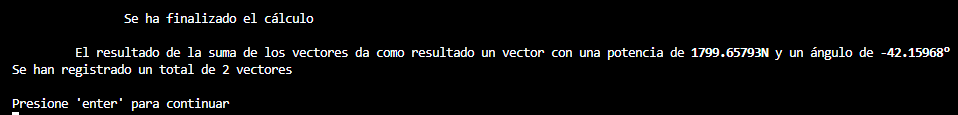 Se ha finalizado el cálculo
El resultado de la suma de los vectores da como resultado un vector con una potencia de 1799.65793N y un ángulo de -42.15968º
Se han registrado un total de 2 vectores
Presione 'enter' para continuar